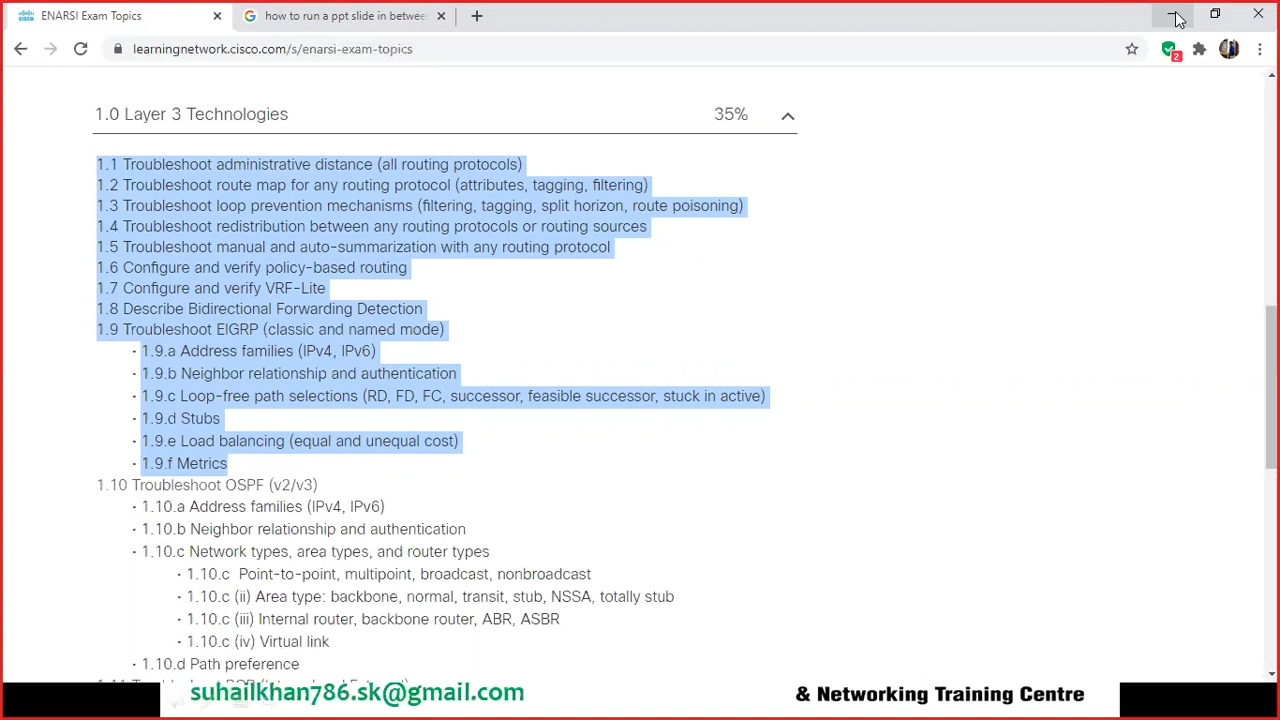 ENARSI Exam Topics
how to run a ppt slide in betwee
learningnetwork.cisco.com/s/enarsi-exam-topics
2
1.0 Layer 3 Technologies 35%
1.1 Troubleshoot administrative distance (all routing protocols)
1.2 Troubleshoot route map for any routing protocol (attributes, tagging, filtering)
1.3 Troubleshoot loop prevention mechanisms (filtering, tagging, split horizon, route poisoning)
1.4 Troubleshoot redistribution between any routing protocols or routing sources
1.5 Troubleshoot manual and auto-summarization with any routing protocol
1.6 Configure and verify policy-based routing
1.7 Configure and verify VRF-Lite
1.8 Describe Bidirectional Forwarding Detection
1.9 Troubleshoot EIGRP (classic and named mode)
· 1.9.a Address families (IPv4, IPv6)
· 1.9.b Neighbor relationship and authentication
· 1.9.c Loop-free path selections (RD, FD, FC, successor, feasible successor, stuck in active)
· 1.9.d Stubs
· 1.9.e Load balancing (equal and unequal cost)
· 1.9.f Metrics
1.10 Troubleshoot OSPF (v2/v3)
· 1.10.a Address families (IPv4, IPv6)
· 1.10.b Neighbor relationship and authentication
· 1.10.c Network types, area types, and router types
· 1.10.c Point-to-point, multipoint, broadcast, nonbroadcast
· 1.10.c (ii) Area type: backbone, normal, transit, stub, NSSA, totally stub
· 1.10.c (iii) Internal router, backbone router, ABR, ASBR
· 1.10.c (iv) Virtual link
· 1.10.d Path preference
suhailkhan786.sk@gmail.com & Networking Training Centre